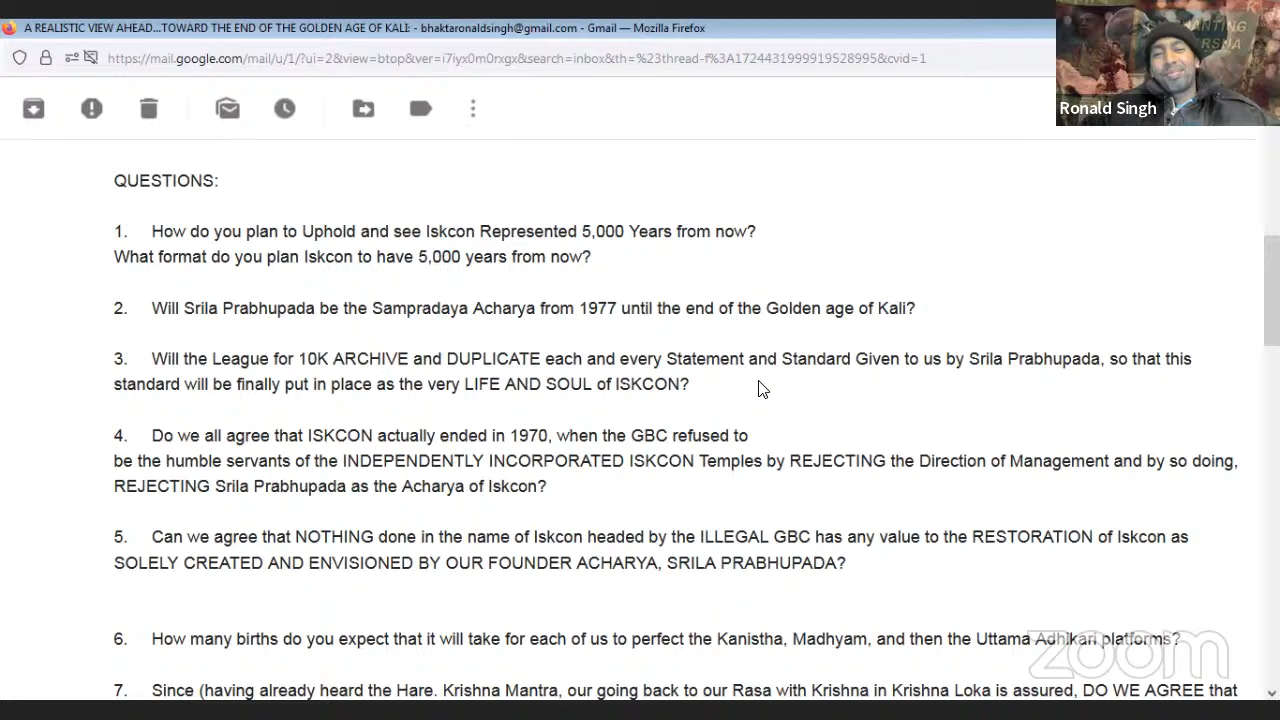 A REALISTIC VIEW AHEAD...TOWARD THE END OF THE GOLDEN AGE OF KALI: - bhaktaronaldsingh@gmail.com - Gmail — Mozilla Firefox
https://mail.google.com/mail/u/1/?ui=2&view=btop&ver=i7iyx0m0rxgx&search=inbox&th=%23thread-f%3A1724431999919528995&cvid=1
Ronald Singh
QUESTIONS:
1. How do you plan to Uphold and see Iskcon Represented 5,000 Years from now?
What format do you plan Iskcon to have 5,000 years from now?
2. Will Srila Prabhupada be the Sampradaya Acharya from 1977 until the end of the Golden age of Kali?
3. Will the League for 10K ARCHIVE and DUPLICATE each and every Statement and Standard Given to us by Srila Prabhupada, so that this
standard will be finally put in place as the very LIFE AND SOUL of ISKCON?
4. Do we all agree that ISKCON actually ended in 1970, when the GBC refused to
be the humble servants of the INDEPENDENTLY INCORPORATED ISKCON Temples by REJECTING the Direction of Management and by so doing,
REJECTING Srila Prabhupada as the Acharya of Iskcon?
5. Can we agree that NOTHING done in the name of Iskcon headed by the ILLEGAL GBC has any value to the RESTORATION of Iskcon as
SOLELY CREATED AND ENVISIONED BY OUR FOUNDER ACHARYA, SRILA PRABHUPADA?
6. How many births do you expect that it will take for each of us to perfect the Kanistha, Madhyam, and then the Uttama Adhikari platforms?
zoom
7. Since (having already heard the Hare. Krishna Mantra, our going back to our Rasa with Krishna in Krishna Loka is assured, DO WE AGREE that